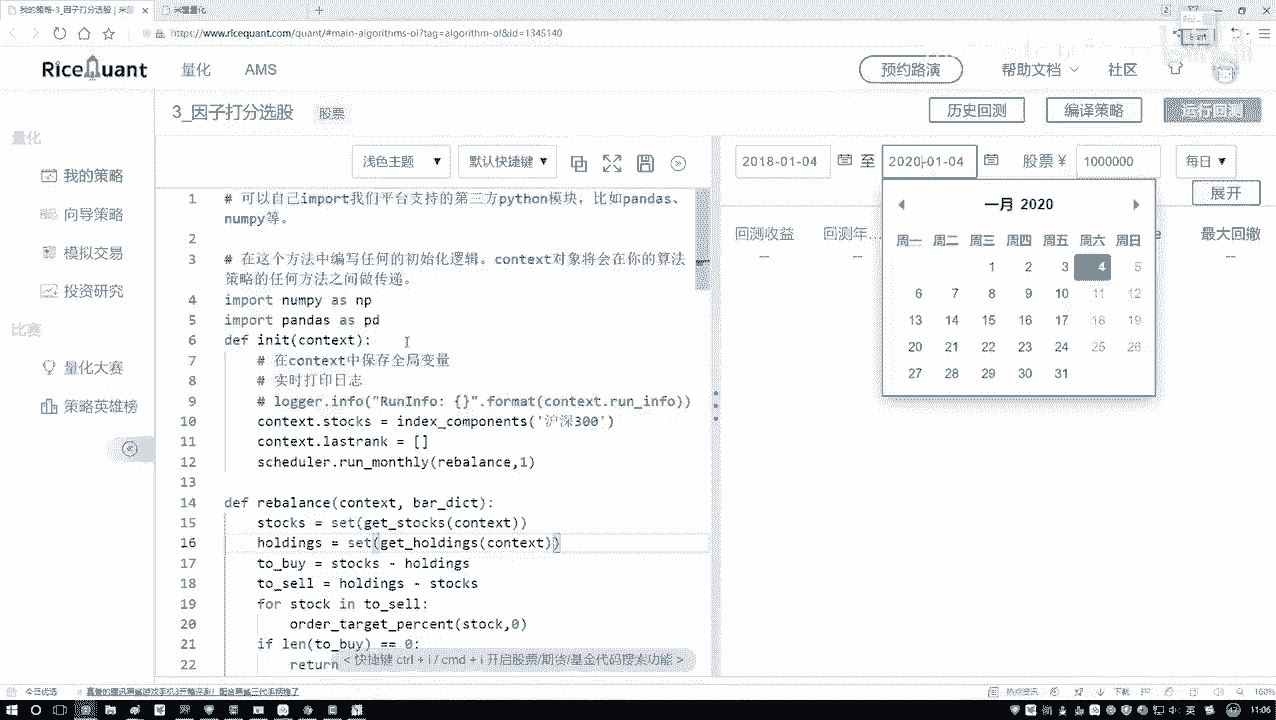 我的策略-3_因子打分选股 | 米筐
米筐量化
https://www.ricequant.com/quant/#main-algorithms-ol?tag=algorithm-ol&id=1345140
RiceQuant 量化 AMS 预约路演 帮助文档 社区
3_因子打分选股 股票 历史回测 编译策略 运行回测
浅色主题 默认快捷键 2018-01-04 至 2020-01-04 股票 ¥ 1000000 每日
展开
量化
我的策略
向导策略
模拟交易
投资研究
比赛
量化大赛
策略英雄榜
1 # 可以自己import我们平台支持的第三方python模块，比如pandas、
numpy等。
2
3 # 在这个方法中编写任何的初始化逻辑。context对象将会在你的算法
策略的任何方法之间做传递。
4 import numpy as np
5 import pandas as pd
6 def init(context):
7 # 在context中保存全局变量
8 # 实时打印日志
9 # logger.info("RunInfo: {}".format(context.run_info))
10 context.stocks = index_components('沪深300')
11 context.lastrank = []
12 scheduler.run_monthly(rebalance,1)
13
14 def rebalance(context, bar_dict):
15 stocks = set(get_stocks(context))
16 holdings = set(get_holdings(context))
17 to_buy = stocks - holdings
18 to_sell = holdings - stocks
19 for stock in to_sell:
20 order_target_percent(stock,0)
21 if len(to_buy) == 0:
22 return
< 快捷键 ctrl + i / cmd + i 开启股票/期货/基金代码搜索功能 >
一月 2020
周一 周二 周三 周四 周五 周六 周日
1 2 3 4 5
6 7 8 9 10 11 12
13 14 15 16 17 18 19
20 21 22 23 24 25 26
27 28 29 30 31
回测收益 回测年... 最大回撤
-- -- --
今日优选
热点资讯 下载 160%
英 11:06